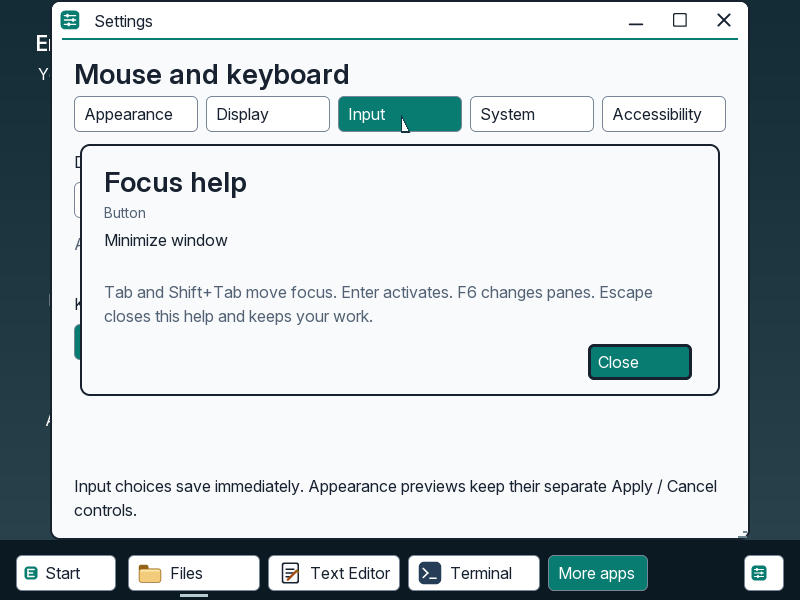 Settings
Mouse and keyboard
Appearance
Display
Input
System
Accessibility
Focus help
Button
Minimize window
Tab and Shift+Tab move focus. Enter activates. F6 changes panes. Escape
closes this help and keeps your work.
Close
Input choices save immediately. Appearance previews keep their separate Apply / Cancel
controls.
Start
Files
Text Editor
Terminal
More apps